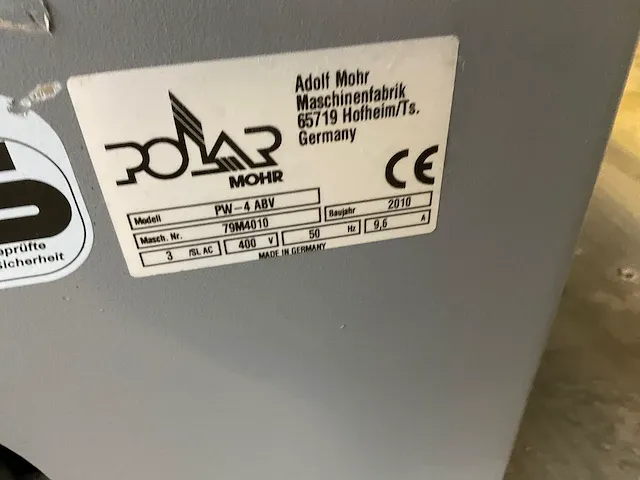 POLAR
MOHR
Adolf Mohr
Maschinenfabrik
65719 Hofheim/Ts.
Germany
CE
Modell PW-4 ABV
Masch. Nr. 79M4010 Baujahr 2010
3 /SL AC 400 V 50 Hz 9,6 A
MADE IN GERMANY
geprüfte
Sicherheit